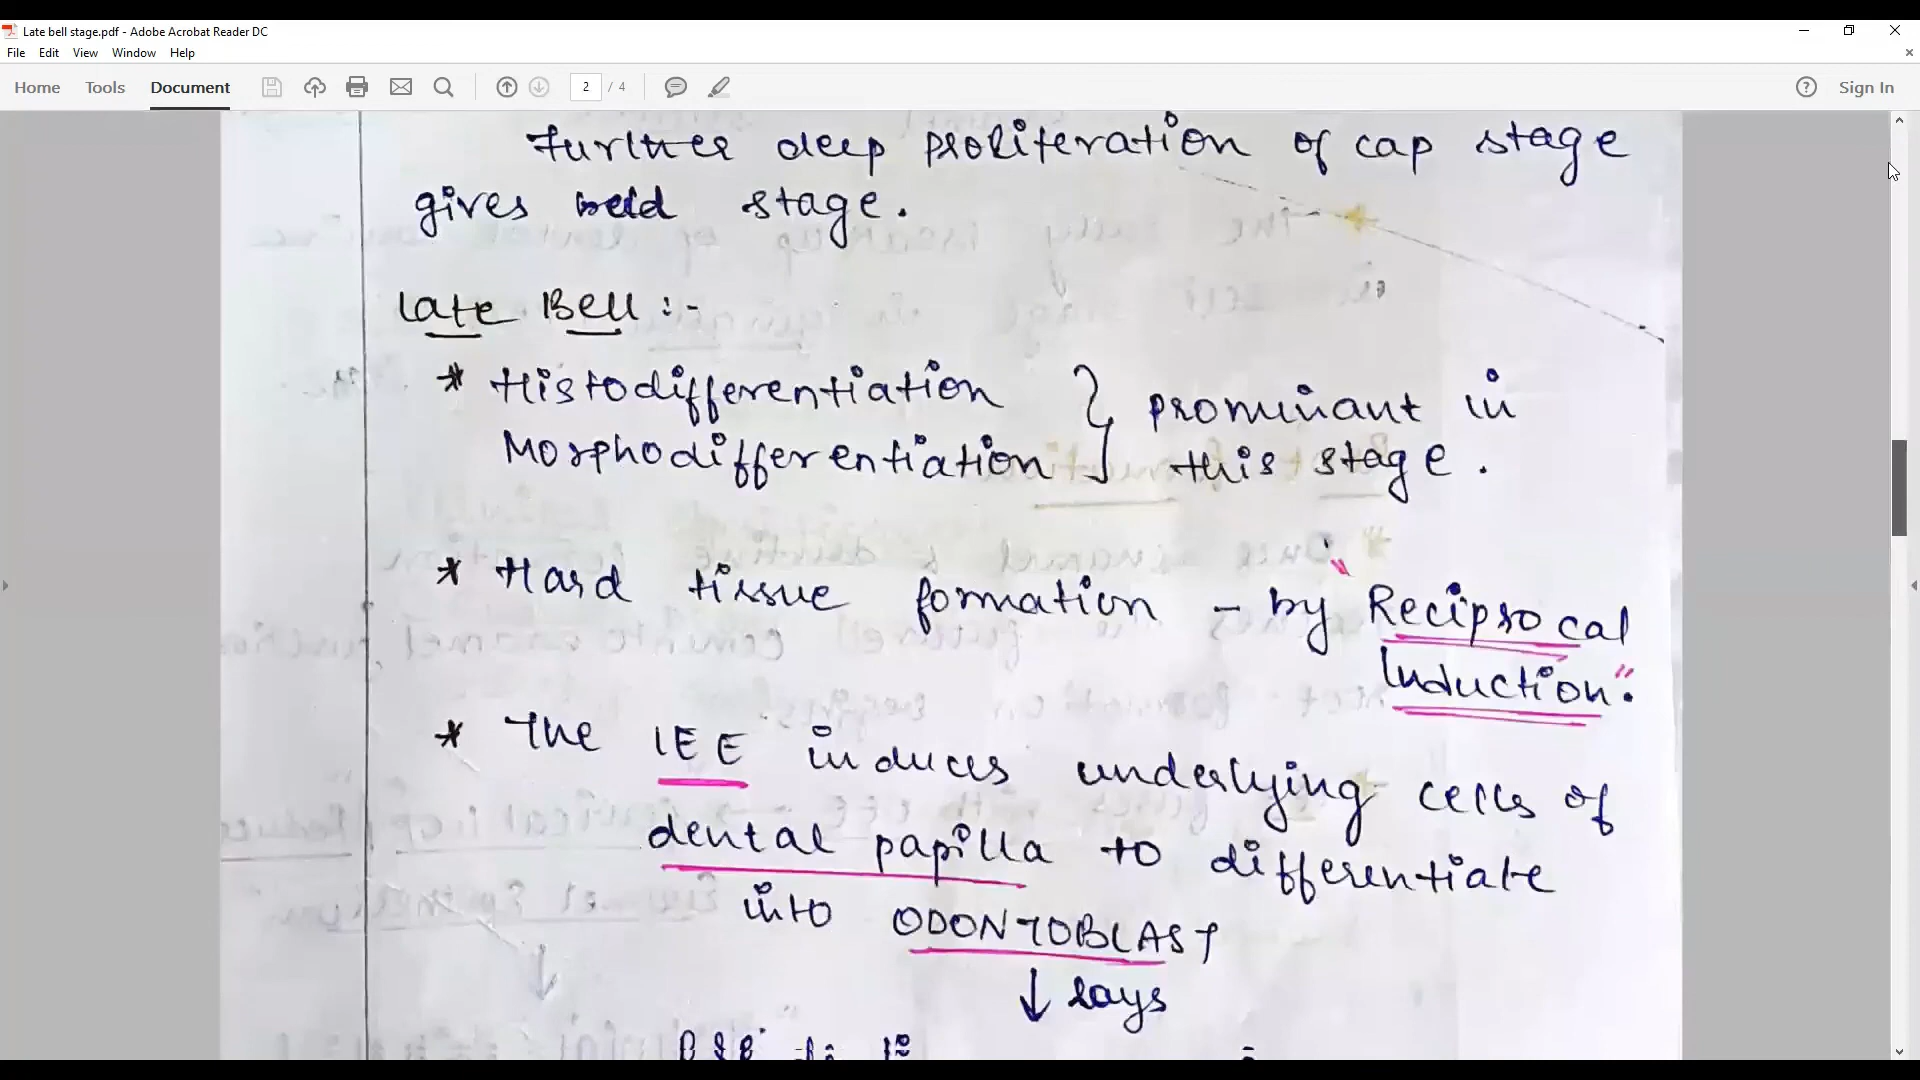 Late bell stage.pdf - Adobe Acrobat Reader DC
File Edit View Window Help
Home Tools Document 2 / 4 Sign In
Further deep proliferation of cap stage
gives stage.
Late Bell :-
* Histodifferentiation } prominant in
Morphodifferentiation this stage.
* Hard tissue formation - by "Reciprocal
Induction".
* The IEE induces underlying cells of
dental papilla to differentiate
into ODONTOBLAST
↓ lays